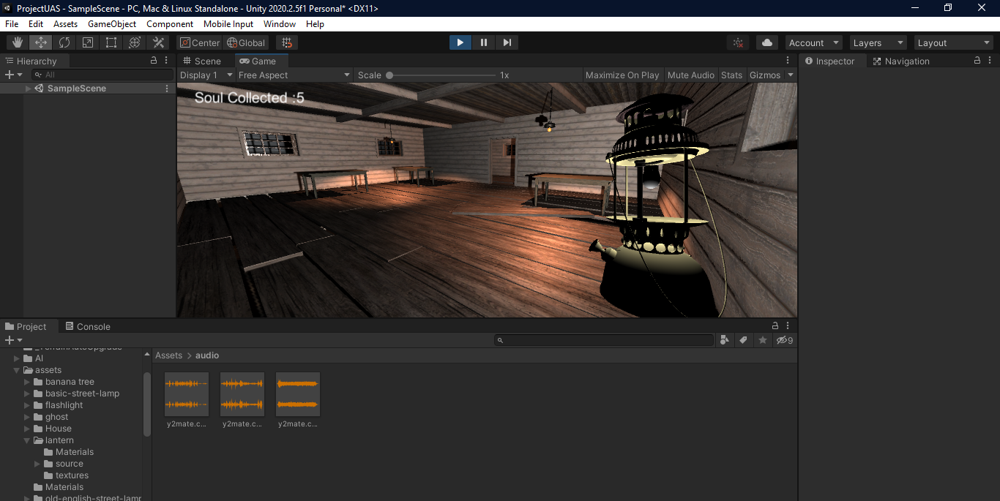 ProjectUAS - SampleScene - PC, Mac & Linux Standalone - Unity 2020.2.5f1 Personal* <DX11>
File Edit Assets GameObject Component Mobile Input Window Help
Center Global Account Layers Layout
Hierarchy Scene Game Inspector Navigation
All Display 1 Free Aspect Scale 1x Maximize On Play Mute Audio Stats Gizmos
SampleScene
Soul Collected :5
Project Console
9
_TerrainAutoUpgrade
Assets > audio
AI
assets
banana tree
basic-street-lamp
flashlight
ghost
House
lantern
Materials
source
textures
Materials
old-english-street-lamp
y2mate.c... y2mate.c... y2mate.c...